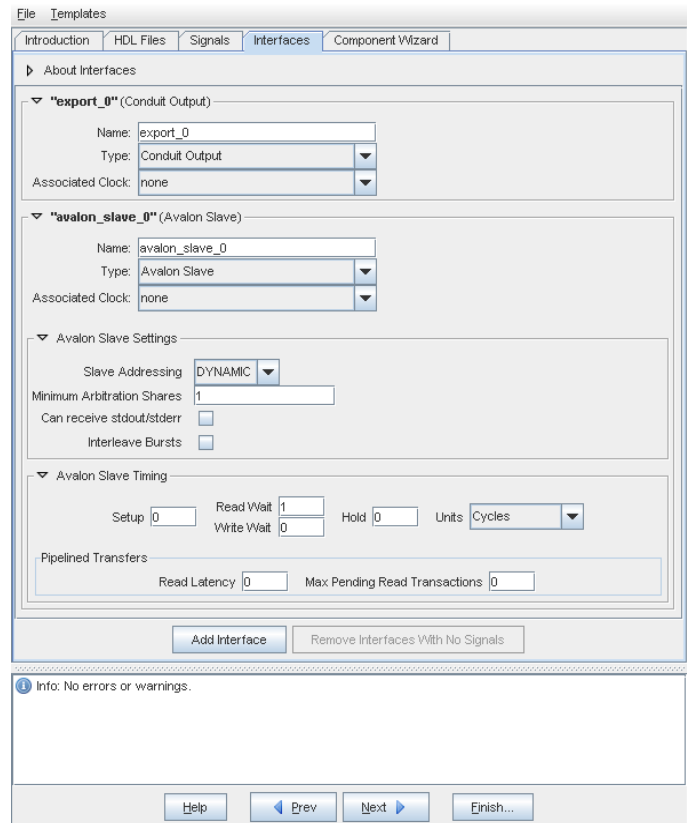 File Templates
Introduction HDL Files Signals Interfaces Component Wizard
About Interfaces
"export_0" (Conduit Output)
Name: export_0
Type: Conduit Output
Associated Clock: none
"avalon_slave_0" (Avalon Slave)
Name: avalon_slave_0
Type: Avalon Slave
Associated Clock: none
Avalon Slave Settings
Slave Addressing DYNAMIC
Minimum Arbitration Shares 1
Can receive stdout/stderr
Interleave Bursts
Avalon Slave Timing
Setup 0 Read Wait 1 Hold 0 Units Cycles
Write Wait 0
Pipelined Transfers
Read Latency 0 Max Pending Read Transactions 0
Add Interface Remove Interfaces With No Signals
Info: No errors or warnings.
Help Prev Next Finish...